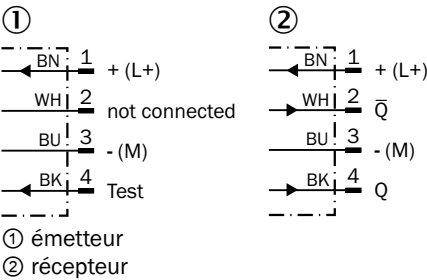 ① ②
BN 1 + (L+) BN 1 + (L+)
WH 2 not connected WH 2 Q̅
BU 3 - (M) BU 3 - (M)
BK 4 Test BK 4 Q
① émetteur
② récepteur